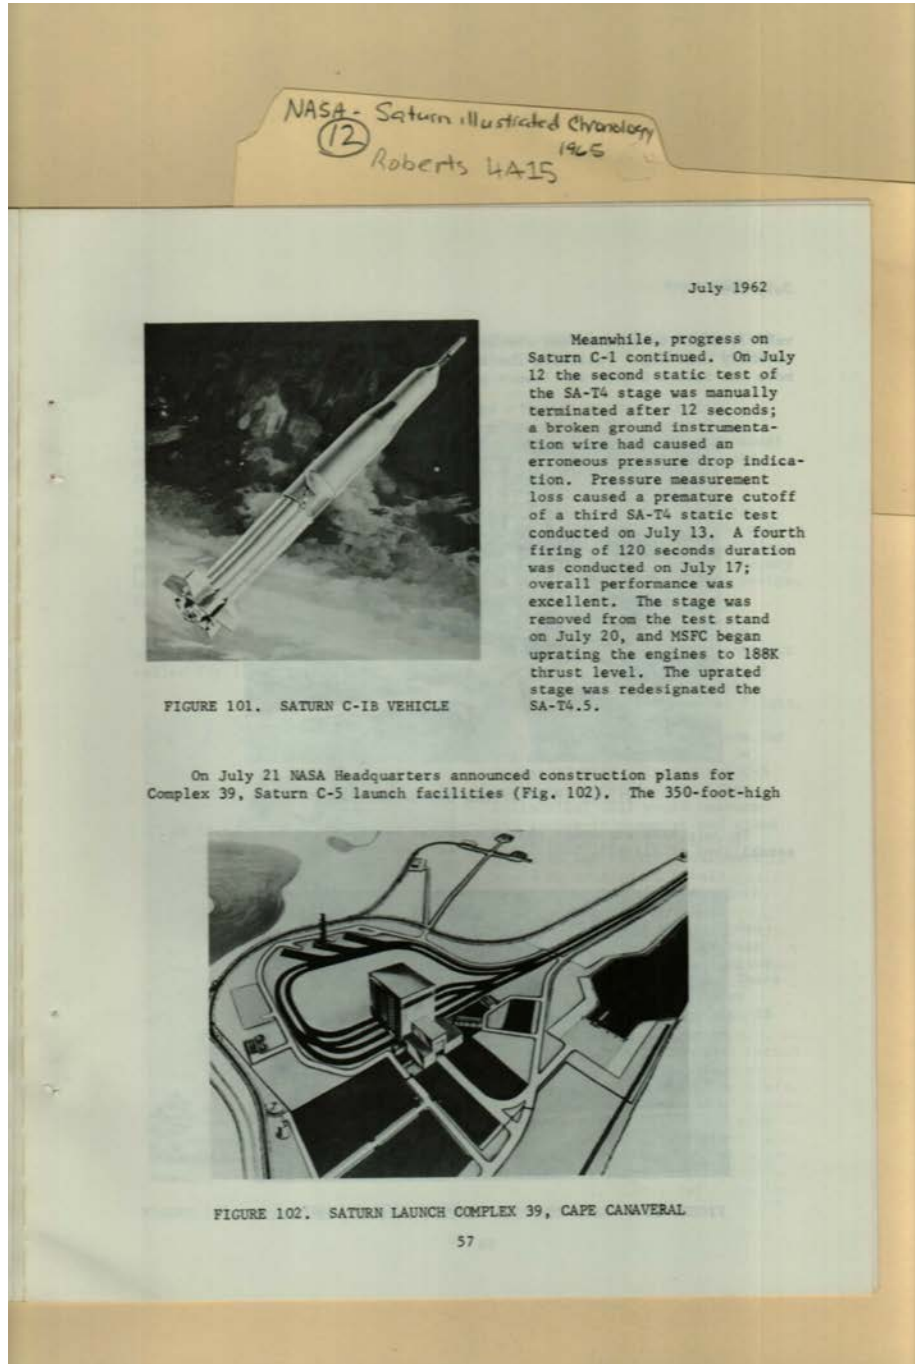 NASA - Saturn illustrated Chronology
12
1965
Roberts 4A15
July 1962
Meanwhile, progress on
Saturn C-1 continued. On July
12 the second static test of
the SA-T4 stage was manually
terminated after 12 seconds;
a broken ground instrumenta-
tion wire had caused an
erroneous pressure drop indica-
tion. Pressure measurement
loss caused a premature cutoff
of a third SA-T4 static test
conducted on July 13. A fourth
firing of 120 seconds duration
was conducted on July 17;
overall performance was
excellent. The stage was
removed from the test stand
on July 20, and MSFC began
uprating the engines to 188K
thrust level. The uprated
stage was redesignated the
SA-T4.5.
FIGURE 101. SATURN C-IB VEHICLE
On July 21 NASA Headquarters announced construction plans for
Complex 39, Saturn C-5 launch facilities (Fig. 102). The 350-foot-high
FIGURE 102. SATURN LAUNCH COMPLEX 39, CAPE CANAVERAL
57